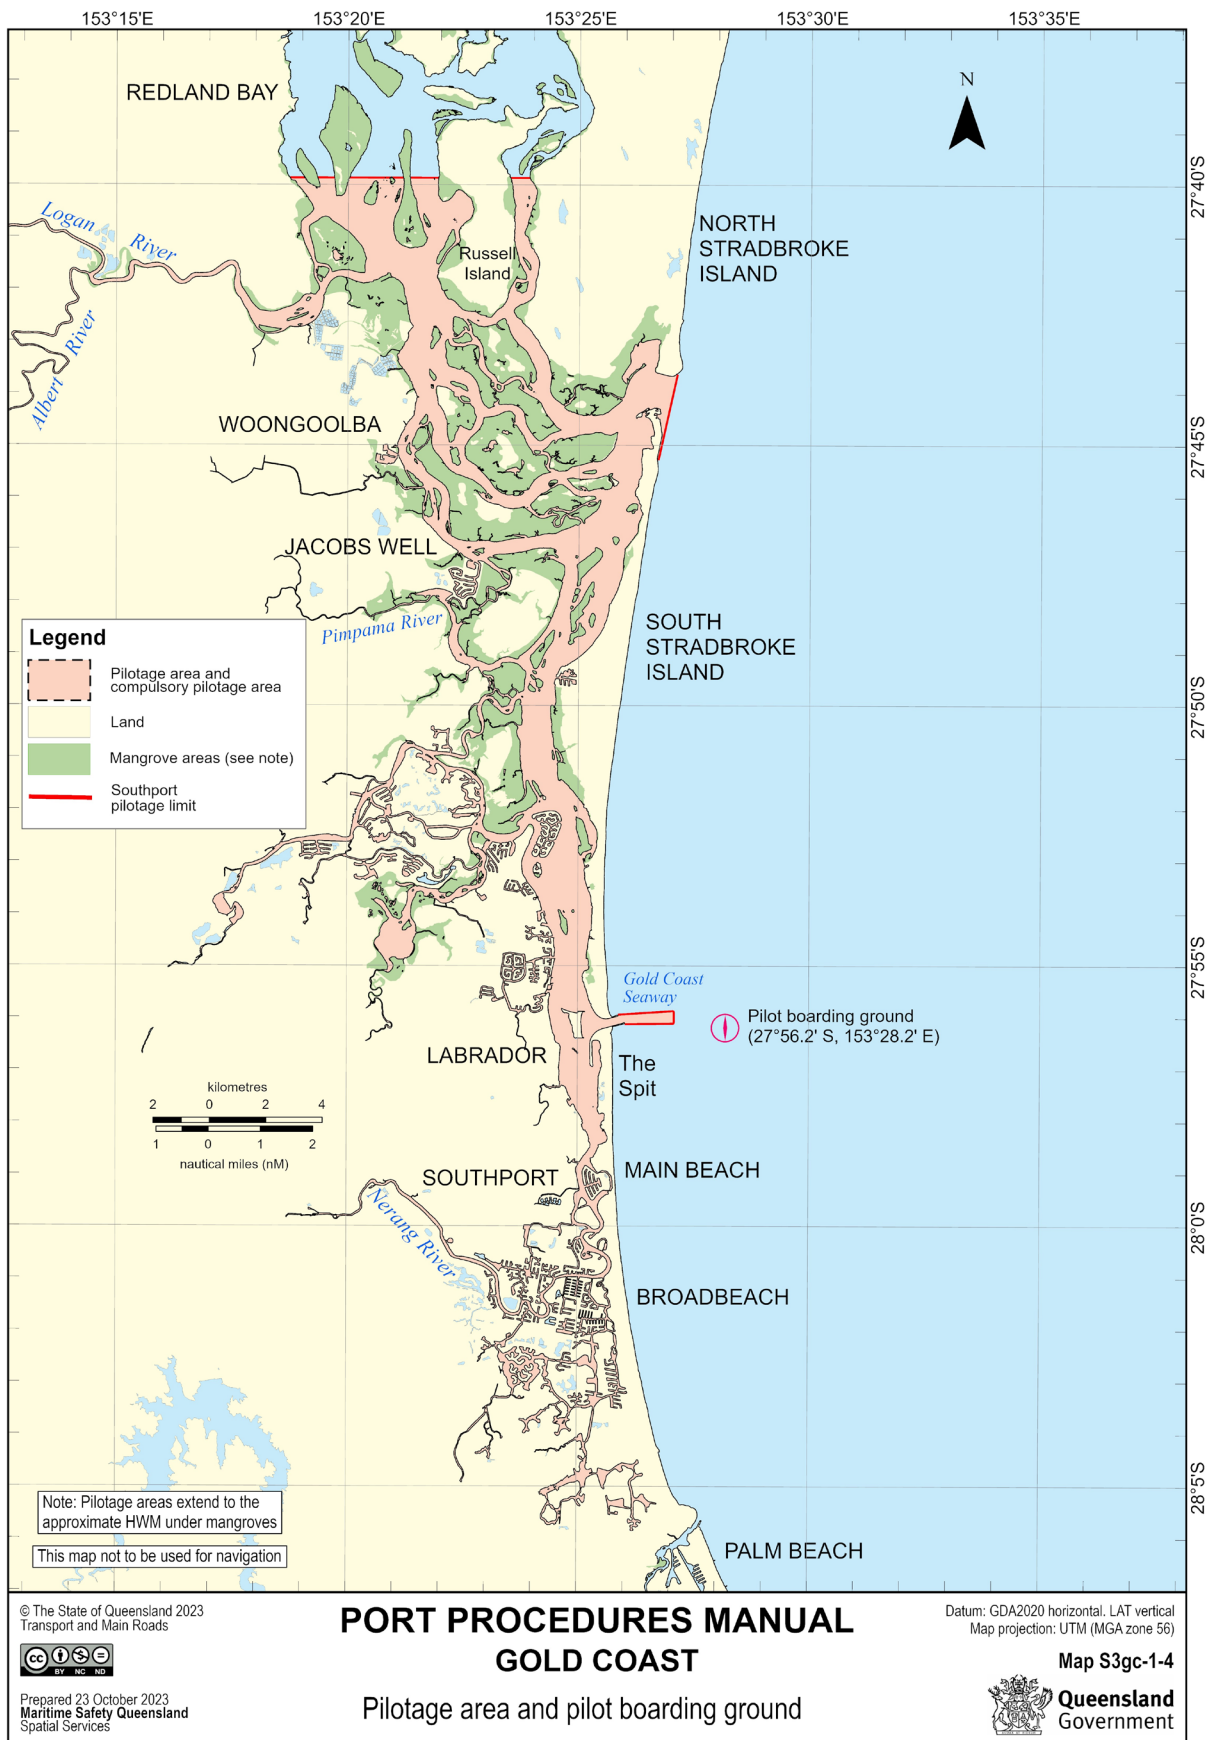 153°15'E
153°20'E
153°25'E
153°30'E
153°35'E
REDLAND BAY
N
27°40'S
Logan
River
NORTH
STRADBROKE
ISLAND
Russell
Island
Albert River
WOONGOOLBA
27°45'S
JACOBS WELL
Pimpama River
SOUTH
STRADBROKE
ISLAND
Legend
Pilotage area and
compulsory pilotage area
Land
Mangrove areas (see note)
Southport
pilotage limit
27°50'S
27°55'S
Gold Coast
Seaway
Pilot boarding ground
(27°56.2' S, 153°28.2' E)
LABRADOR
The
Spit
kilometres
2 0 2 4
1 0 1 2
nautical miles (nM)
SOUTHPORT
MAIN BEACH
Nerang River
28°0'S
BROADBEACH
28°5'S
Note: Pilotage areas extend to the
approximate HWM under mangroves
This map not to be used for navigation
PALM BEACH
© The State of Queensland 2023
Transport and Main Roads
cc BY NC ND
Prepared 23 October 2023
Maritime Safety Queensland
Spatial Services
PORT PROCEDURES MANUAL
GOLD COAST
Pilotage area and pilot boarding ground
Datum: GDA2020 horizontal. LAT vertical
Map projection: UTM (MGA zone 56)
Map S3gc-1-4
Queensland
Government